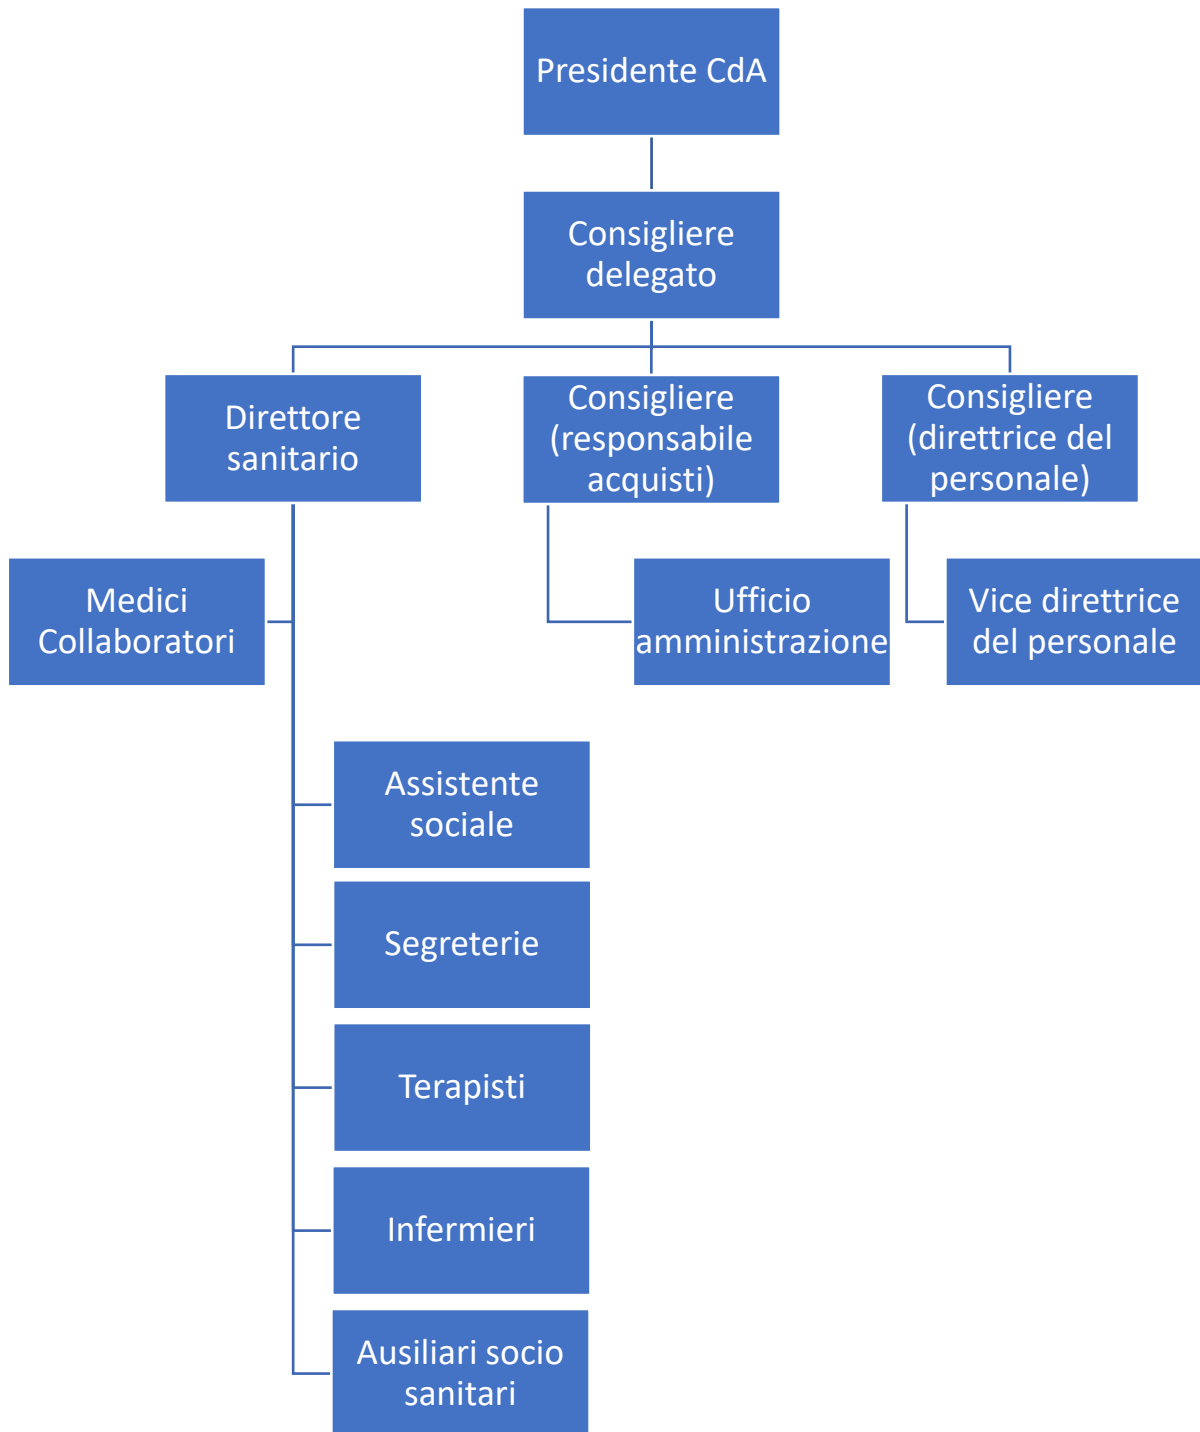 Presidente CdA
Consigliere
delegato
Direttore
sanitario
Consigliere
(responsabile
acquisti)
Consigliere
(direttrice del
personale)
Medici
Collaboratori
Ufficio
amministrazione
Vice direttrice
del personale
Assistente
sociale
Segreterie
Terapisti
Infermieri
Ausiliari socio
sanitari